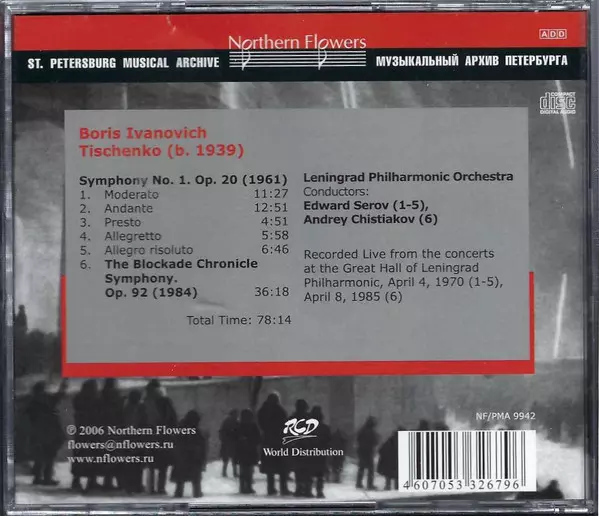 Northern Flowers
ADD
ST. PETERSBURG MUSICAL ARCHIVE
МУЗЫКАЛЬНЫЙ АРХИВ ПЕТЕРБУРГА
COMPACT
disc
DIGITAL AUDIO
Boris Ivanovich
Tischenko (b. 1939)
Symphony No. 1. Op. 20 (1961)
1. Moderato 11:27
2. Andante 12:51
3. Presto 4:51
4. Allegretto 5:58
5. Allegro risoluto 6:46
6. The Blockade Chronicle
Symphony.
Op. 92 (1984) 36:18
Total Time: 78:14
Leningrad Philharmonic Orchestra
Conductors:
Edward Serov (1-5),
Andrey Chistiakov (6)
Recorded Live from the concerts
at the Great Hall of Leningrad
Philharmonic, April 4, 1970 (1-5),
April 8, 1985 (6)
NF/PMA 9942
℗ 2006 Northern Flowers
flowers@nflowers.ru
www.nflowers.ru
RCD
World Distribution
4607053326796